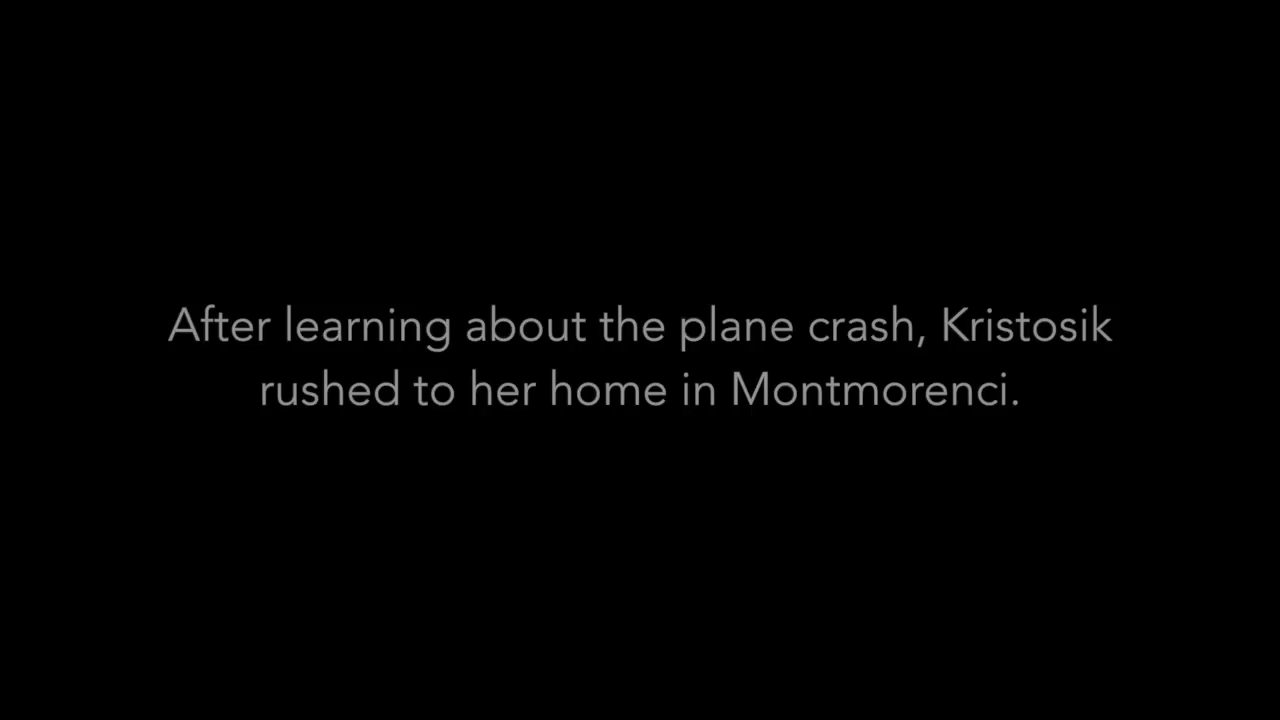 After learning about the plane crash, Kristosik
rushed to her home in Montmorenci.